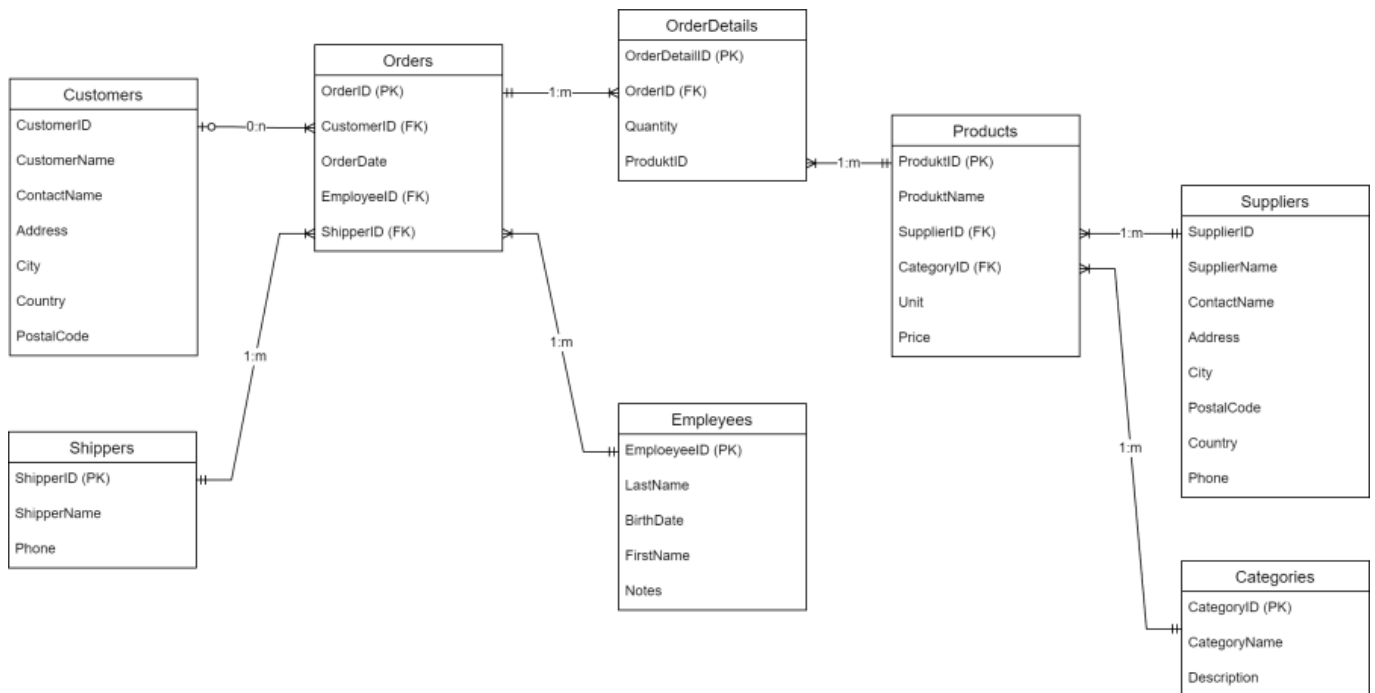 Customers
CustomerID
CustomerName
ContactName
Address
City
Country
PostalCode
0:n
Orders
OrderID (PK)
CustomerID (FK)
OrderDate
EmployeeID (FK)
ShipperID (FK)
1:m
OrderDetails
OrderDetailID (PK)
OrderID (FK)
Quantity
ProduktID
1:m
Products
ProduktID (PK)
ProduktName
SupplierID (FK)
CategoryID (FK)
Unit
Price
1:m
Suppliers
SupplierID
SupplierName
ContactName
Address
City
PostalCode
Country
Phone
1:m
Shippers
ShipperID (PK)
ShipperName
Phone
1:m
Empleyees
EmploeyeeID (PK)
LastName
BirthDate
FirstName
Notes
1:m
Categories
CategoryID (PK)
CategoryName
Description